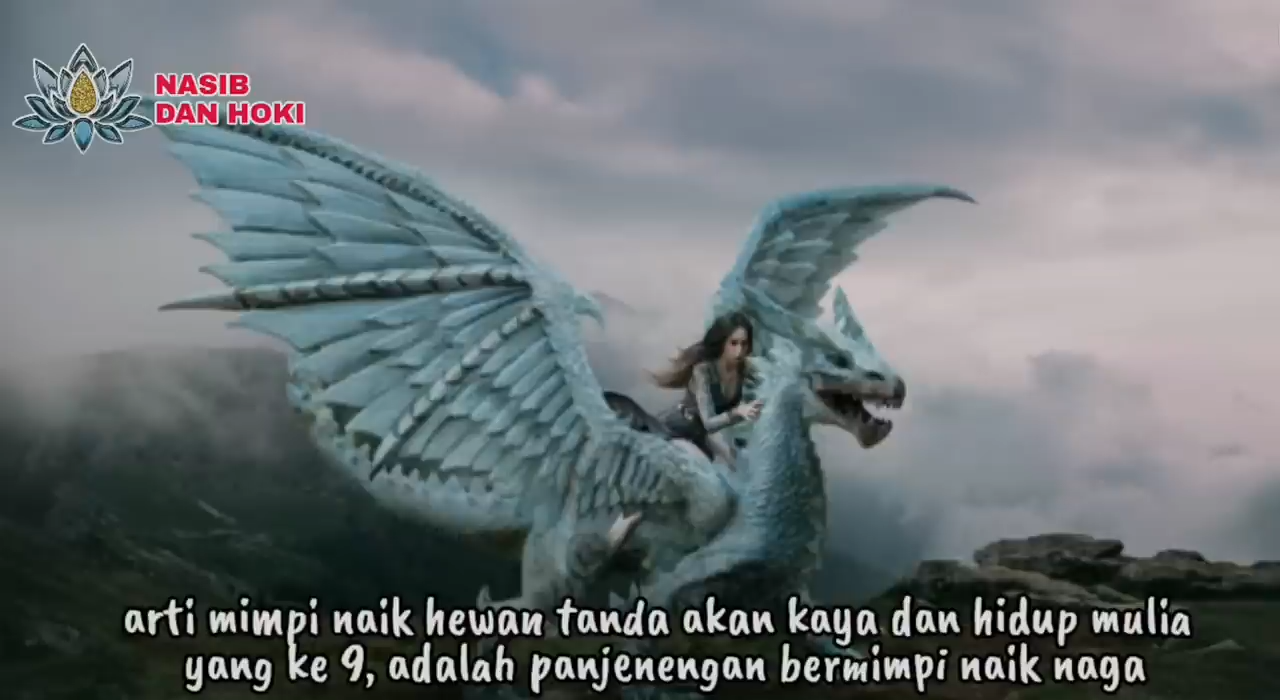 NASIB
DAN HOKI
arti mimpi naik hewan tanda akan kaya dan hidup mulia
yang ke 9, adalah panjenengan bermimpi naik naga